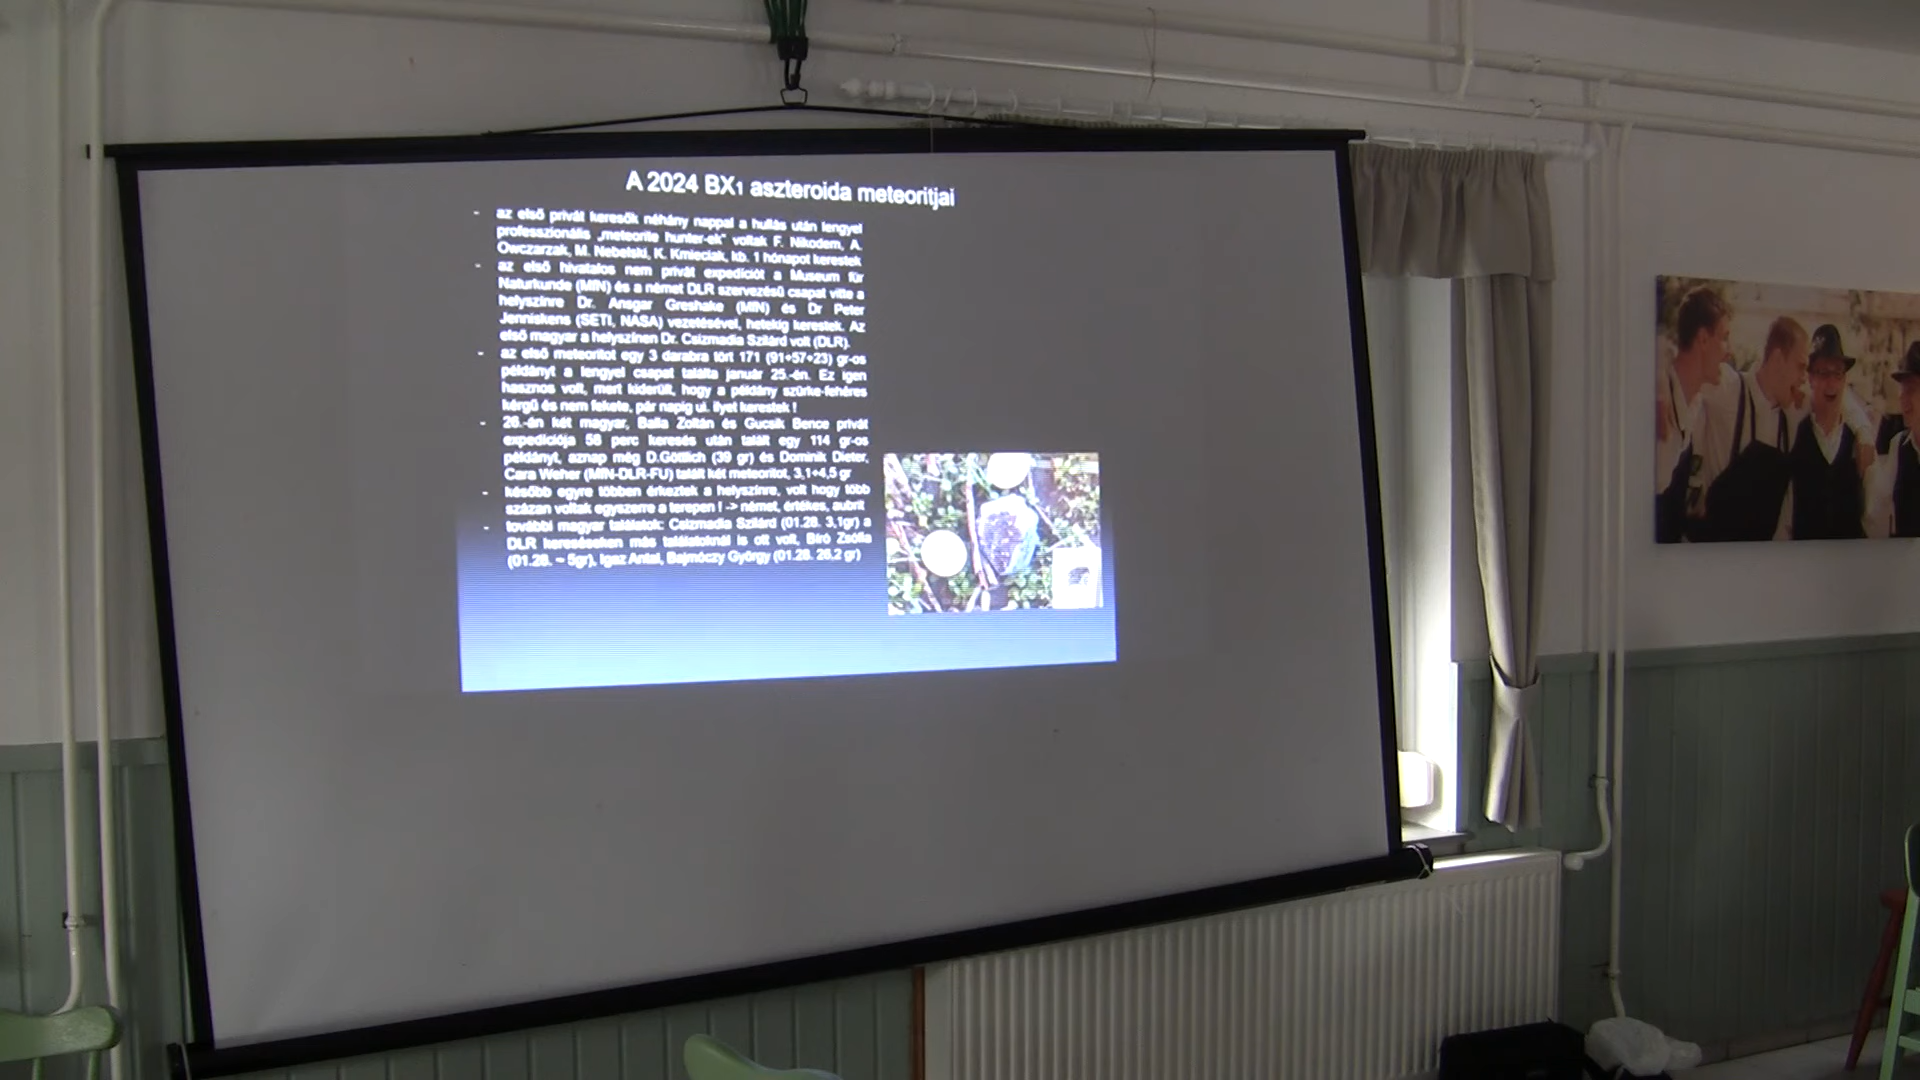 A 2024 BX1 aszteroida meteoritjai
- az első privát keresők néhány nappal a hullás után lengyel
professzionális „meteorite hunter-ek” voltak F. Nikodem, A.
Owczarzak, M. Nebelski, K. Kmieciak, kb. 1 hónapot kerestek
- az első hivatalos nem privát expedíciót a Museum für
Naturkunde (MfN) és a német DLR szervezésű csapat vitte a
helyszínre Dr. Ansgar Greshake (MfN) és Dr Peter
Jenniskens (SETI, NASA) vezetésével, hetekig kerestek. Az
első magyar a helyszínen Dr. Csizmadia Szilárd volt (DLR).
- az első meteoritot egy 3 darabra tört 171 (91+57+23) gr-os
példányt a lengyel csapat találta január 25.-én. Ez igen
hasznos volt, mert kiderült, hogy a példány szürke-fehéres
kérgű és nem fekete, pár napig ui. ilyet kerestek !
- 26.-án két magyar, Balla Zoltán és Gucsik Bence privát
expedíciója 58 perc keresés után talált egy 114 gr-os
példányt, aznap még D.Göttlich (39 gr) és Dominik Dieter,
Cara Weher (MfN-DLR-FU) talált két meteoritot, 3,1+4,5 gr
- később egyre többen érkeztek a helyszínre, volt hogy több
százan voltak egyszerre a terepen ! -> német, értékes, aubrit
- további magyar találatok: Csizmadia Szilárd (01.28. 3,1gr) a
DLR kereséseken más találatoknál is ott volt, Bíró Zsófia
(01.28. ~ 5gr), Igaz Antal, Bajmóczy György (01.28. 28,2 gr)